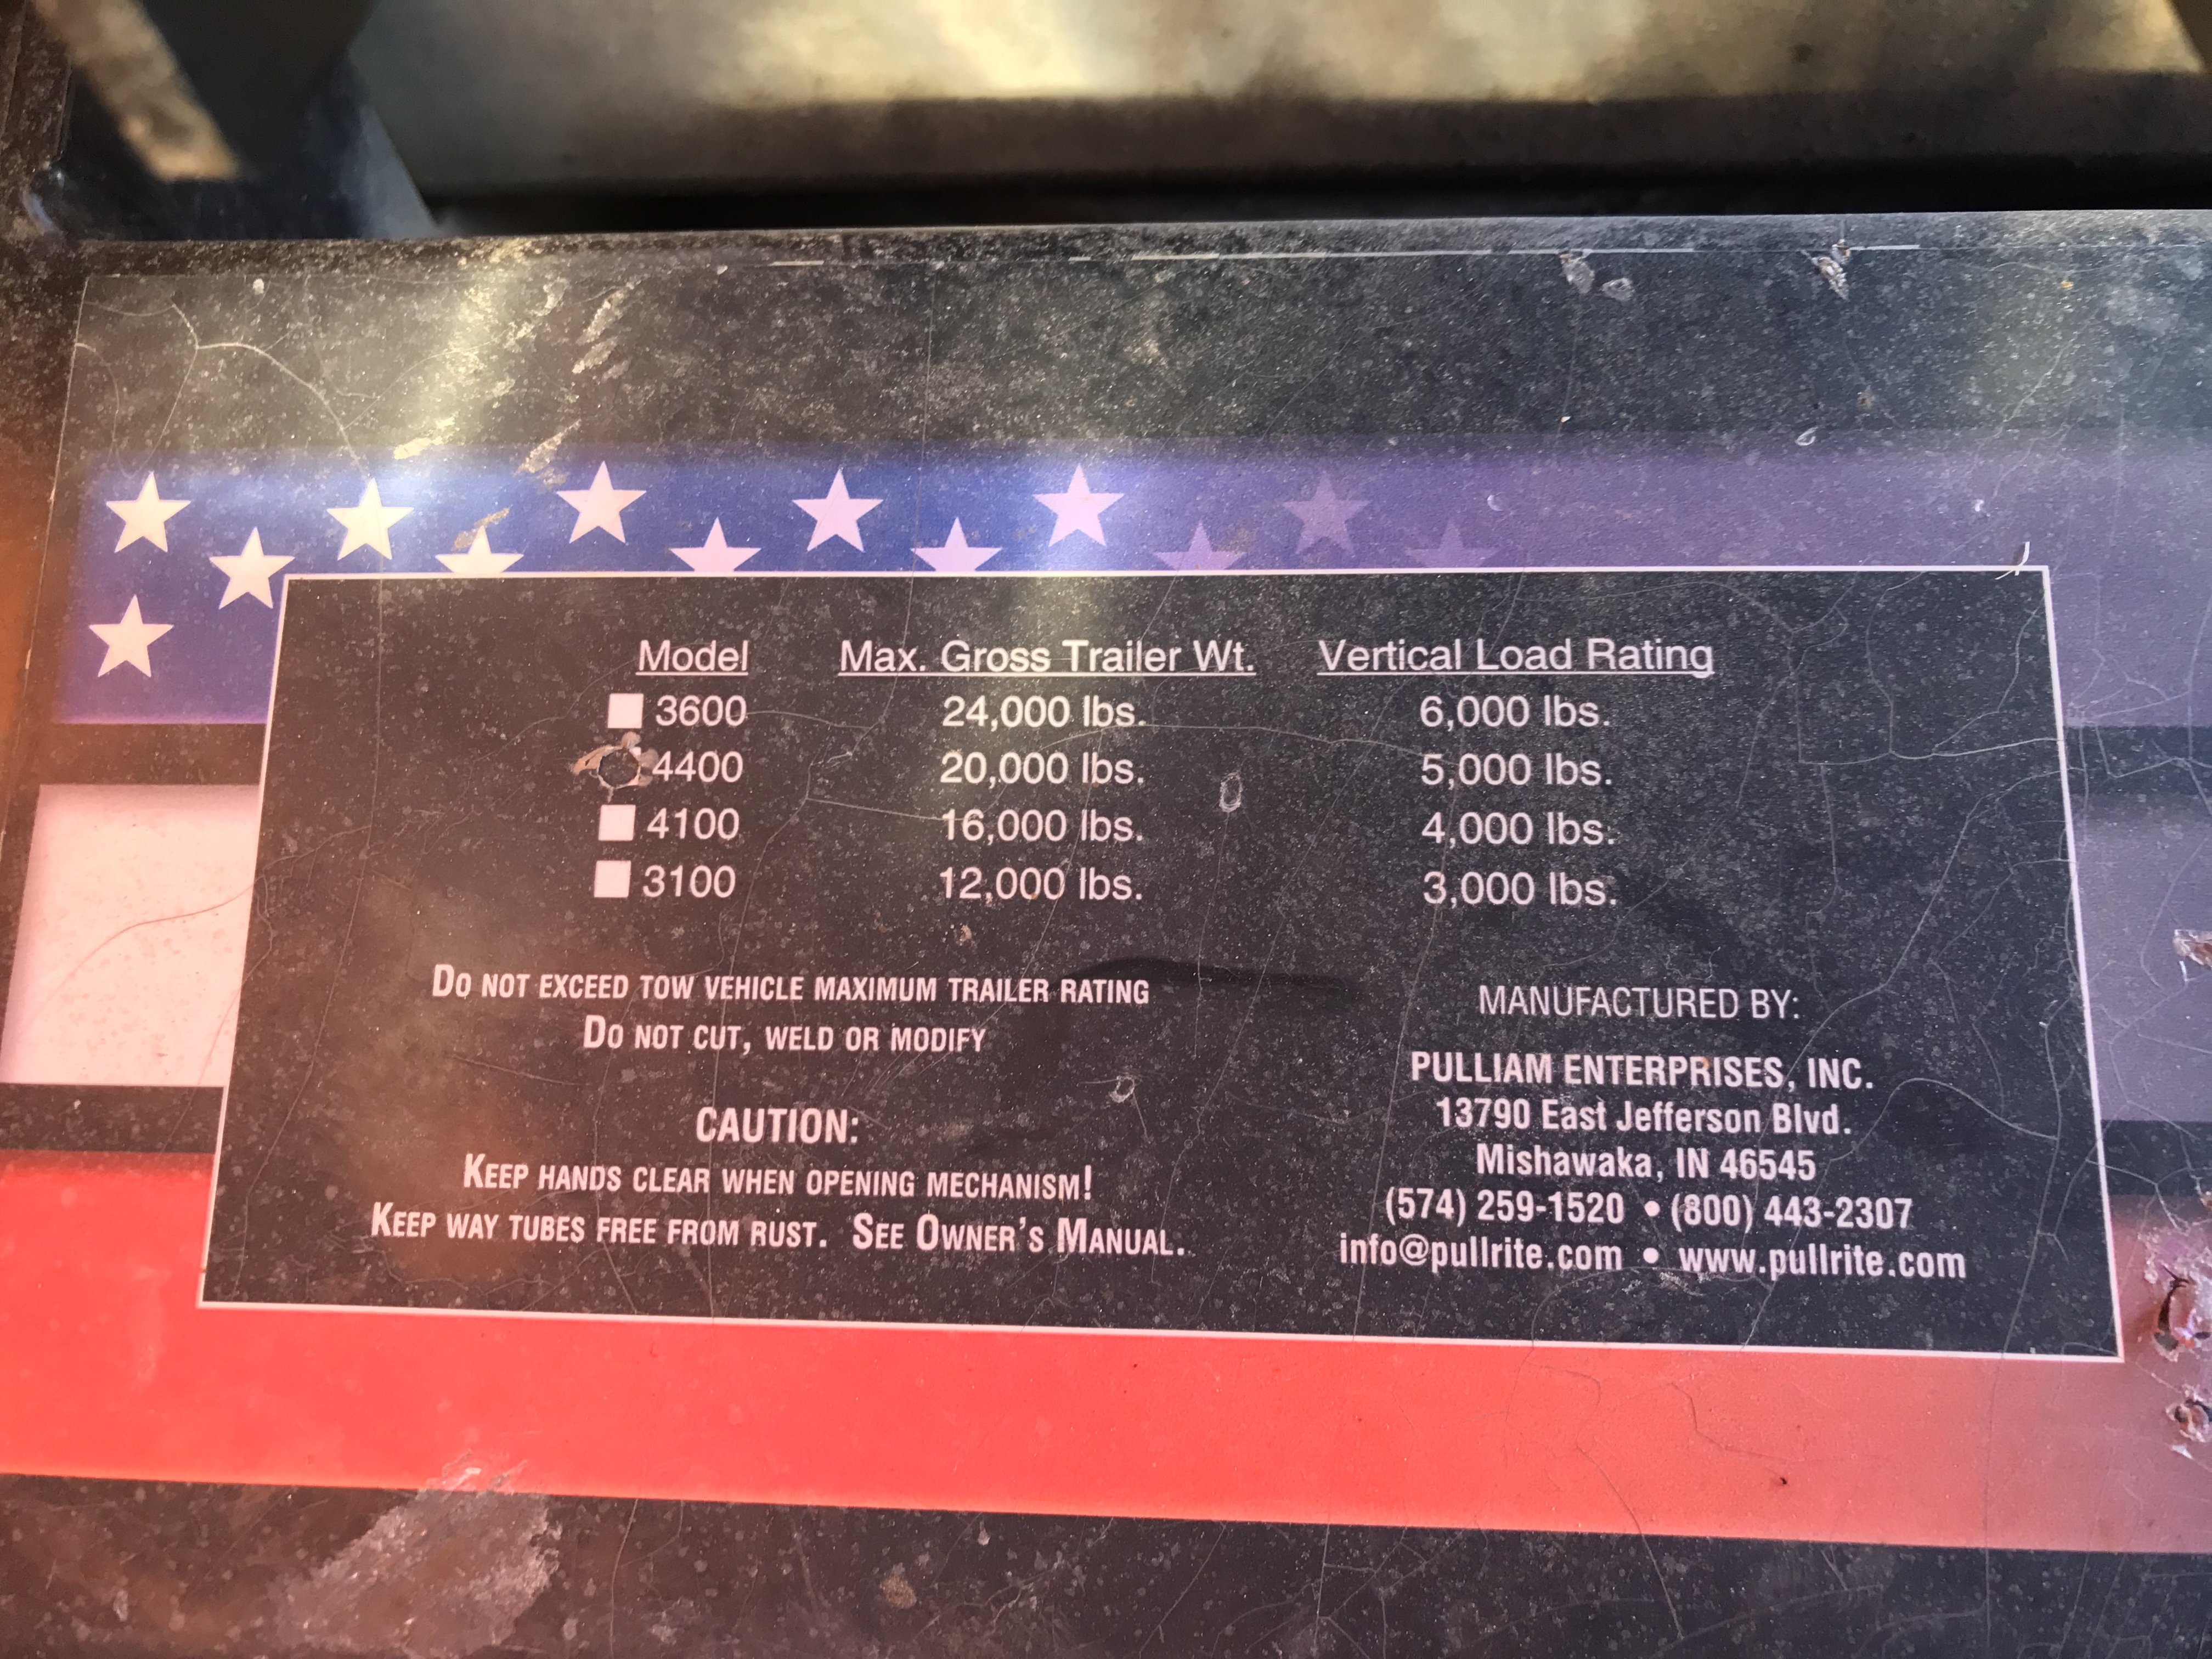 Model Max. Gross Trailer Wt. Vertical Load Rating
3600 24,000 lbs. 6,000 lbs.
4400 20,000 lbs. 5,000 lbs.
4100 16,000 lbs. 4,000 lbs.
3100 12,000 lbs. 3,000 lbs.
DO NOT EXCEED TOW VEHICLE MAXIMUM TRAILER RATING
DO NOT CUT, WELD OR MODIFY
CAUTION:
KEEP HANDS CLEAR WHEN OPENING MECHANISM!
KEEP WAY TUBES FREE FROM RUST. SEE OWNER'S MANUAL.
MANUFACTURED BY:
PULLIAM ENTERPRISES, INC.
13790 East Jefferson Blvd.
Mishawaka, IN 46545
(574) 259-1520 • (800) 443-2307
info@pullrite.com • www.pullrite.com